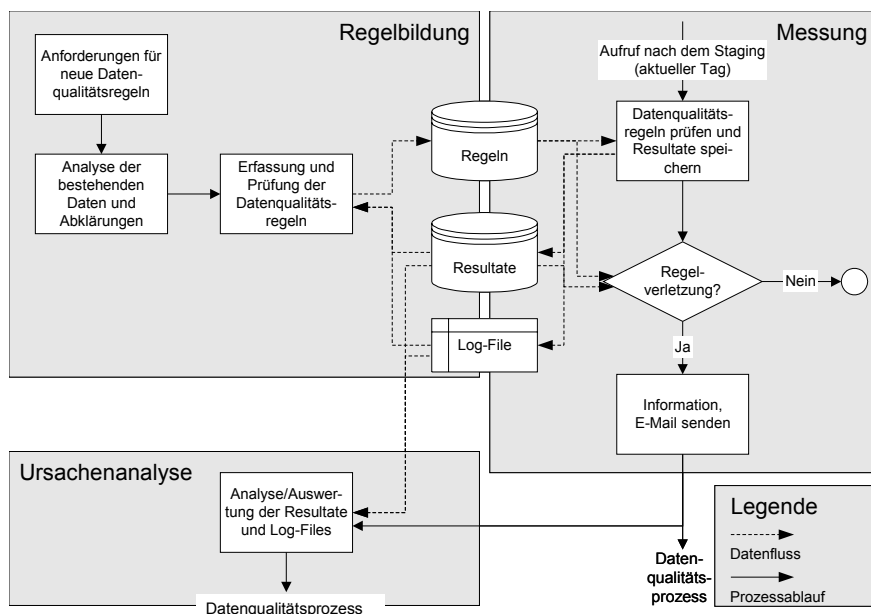 Regelbildung
Anforderungen für
neue Daten-
qualitätsregeln
Analyse der
bestehenden
Daten und
Abklärungen
Erfassung und
Prüfung der
Datenqualitäts-
regeln
Regeln
Resultate
Log-File
Messung
Aufruf nach dem Staging
(aktueller Tag)
Datenqualitäts-
regeln prüfen und
Resultate spei-
chern
Regel-
verletzung?
Nein
Ja
Information,
E-Mail senden
Ursachenanalyse
Analyse/Auswer-
tung der Resultate
und Log-Files
Datenqualitätsprozess
Daten-
qualitäts-
prozess
Legende
Datenfluss
Prozessablauf